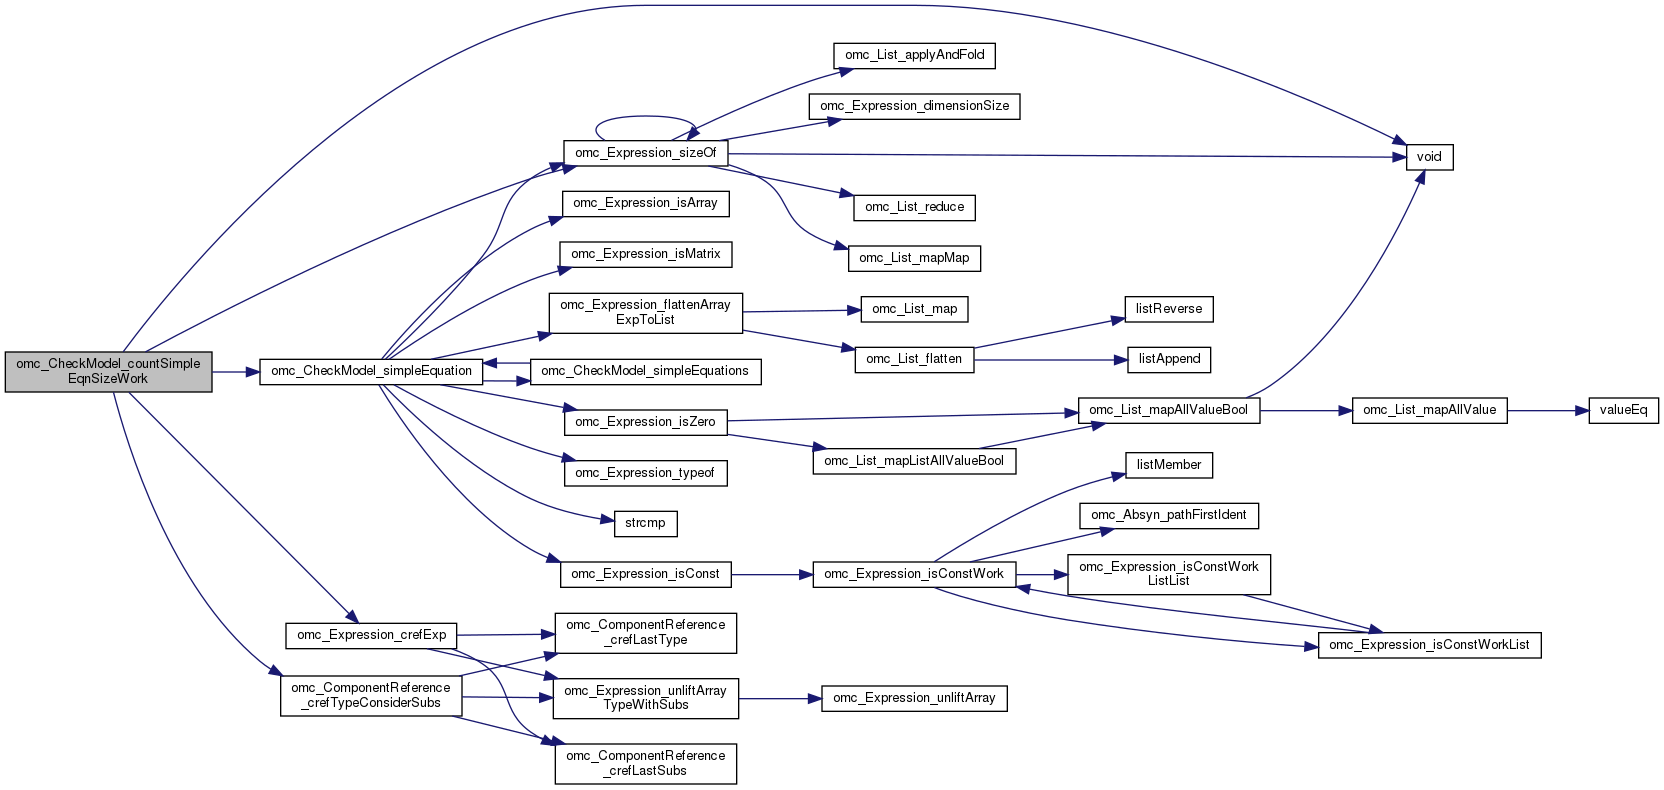 omc_List_applyAndFold
omc_Expression_dimensionSize
omc_Expression_sizeOf
void
omc_Expression_isArray
omc_List_reduce
omc_Expression_isMatrix
omc_List_mapMap
omc_Expression_flattenArray
ExpToList
omc_List_map
listReverse
omc_List_flatten
listAppend
omc_CheckModel_countSimple
EqnSizeWork
omc_CheckModel_simpleEquation
omc_CheckModel_simpleEquations
omc_Expression_isZero
omc_List_mapAllValueBool
omc_List_mapAllValue
valueEq
omc_List_mapListAllValueBool
omc_Expression_typeof
listMember
strcmp
omc_Absyn_pathFirstIdent
omc_Expression_isConst
omc_Expression_isConstWork
omc_Expression_isConstWork
ListList
omc_Expression_isConstWorkList
omc_Expression_crefExp
omc_ComponentReference
_crefLastType
omc_ComponentReference
_crefTypeConsiderSubs
omc_Expression_unliftArray
TypeWithSubs
omc_Expression_unliftArray
omc_ComponentReference
_crefLastSubs